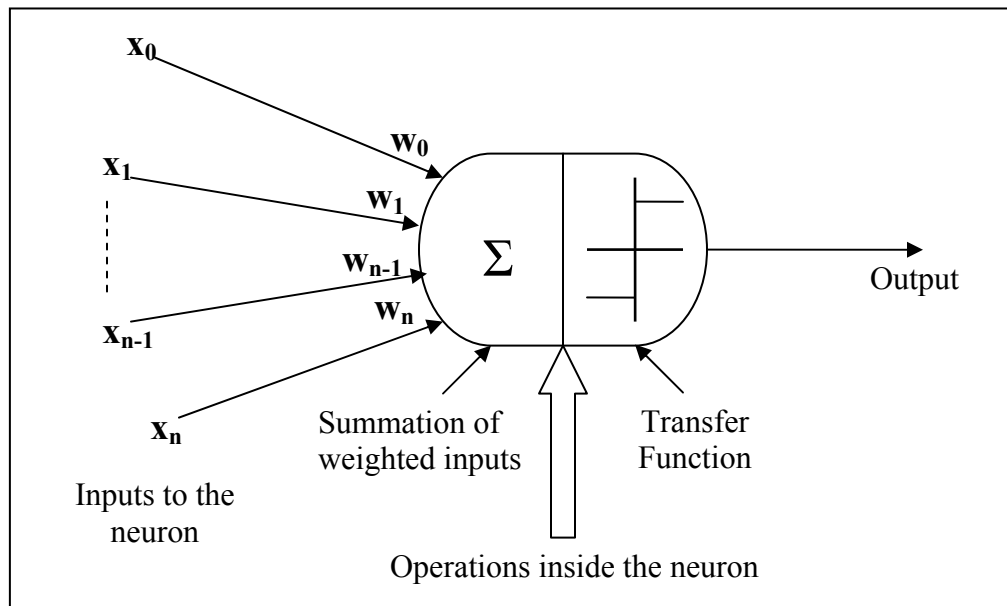 x₀
w₀
x₁
w₁
Σ
wₙ₋₁
Output
wₙ
xₙ₋₁
xₙ
Summation of
weighted inputs
Transfer
Function
Inputs to the
neuron
Operations inside the neuron